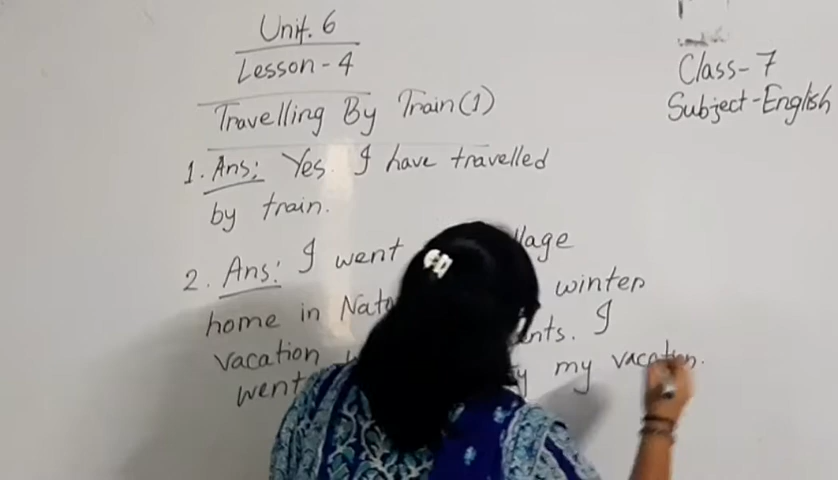 Unit. 6
Lesson - 4
Class - 7
Subject - English
Travelling By Train (1)
1. Ans: Yes. I have travelled
by train.
2. Ans: I went
home in winter
vacation I
went my vacation.